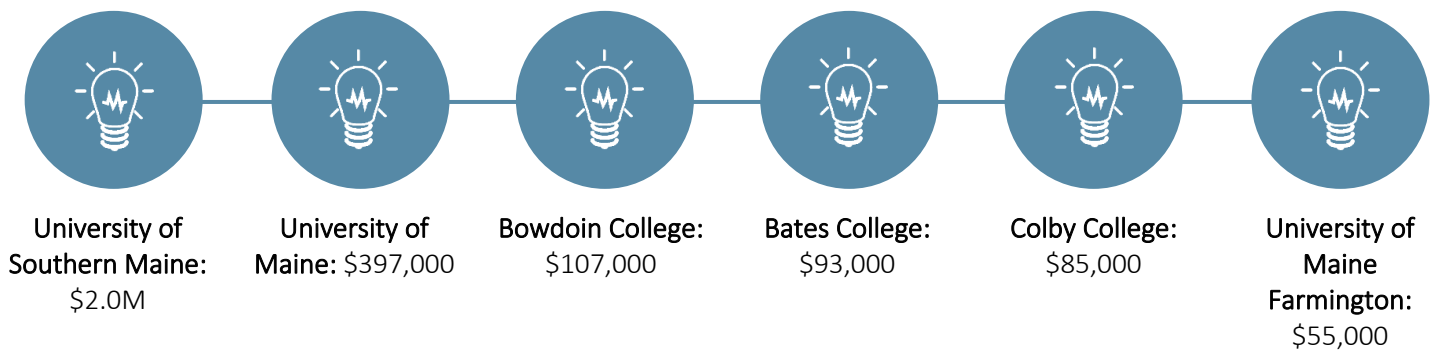 University of
Southern Maine:
$2.0M
University of
Maine: $397,000
Bowdoin College:
$107,000
Bates College:
$93,000
Colby College:
$85,000
University of
Maine
Farmington:
$55,000